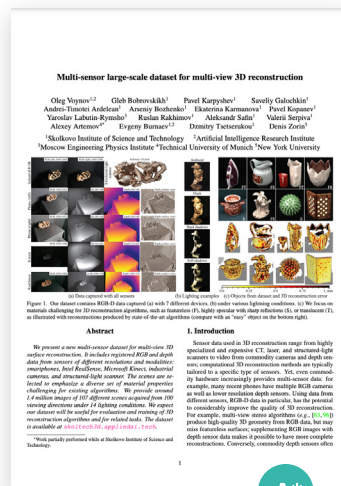 Multi-sensor large-scale dataset for multi-view 3D reconstruction
Oleg Voynov1,2 Gleb Bobrovskikh1 Pavel Karpyshev1 Saveliy Galochkin1
Andrei-Timotei Ardelean1 Arseniy Bozhenko1 Ekaterina Karmanova1 Pavel Kopanev1
Yaroslav Labutin-Rymsho3 Ruslan Rakhimov1 Aleksandr Safin1 Valerii Serpiva1
Alexey Artemov4* Evgeny Burnaev1,2 Dzmitry Tsetserukou1 Denis Zorin5
1Skolkovo Institute of Science and Technology 2Artificial Intelligence Research Institute
3Moscow Engineering Physics Institute 4Technical University of Munich 5New York University
(a) Data captured with all sensors (b) Lighting examples (c) Objects from dataset and 3D reconstruction error
Figure 1. Our dataset contains RGB-D data captured (a) with 7 different devices, (b) under various lightning conditions. (c) We focus on
materials challenging for 3D reconstruction algorithms, such as featureless (F), highly specular with sharp reflections (S), or translucent (T),
as illustrated with reconstructions produced by state-of-the-art algorithms (compare with an "easy" object on the bottom right).
Abstract
We present a new multi-sensor dataset for multi-view 3D
surface reconstruction. It includes registered RGB and depth
data from sensors of different resolutions and modalities:
smartphones, Intel RealSense, Microsoft Kinect, industrial
cameras, and structured-light scanner. The scenes are se-
lected to emphasize a diverse set of material properties
challenging for existing algorithms. We provide around
1.4 million images of 107 different scenes acquired from 100
viewing directions under 14 lighting conditions. We expect
our dataset will be useful for evaluation and training of 3D
reconstruction algorithms and for related tasks. The dataset
is available at skoltech3d.appliedai.tech.
*Work partially performed while at Skolkovo Institute of Science and
Technology.
1. Introduction
Sensor data used in 3D reconstruction range from highly
specialized and expensive CT, laser, and structured-light
scanners to video from commodity cameras and depth sen-
sors; computational 3D reconstruction methods are typically
tailored to a specific type of sensors. Yet, even commod-
ity hardware increasingly provides multi-sensor data: for
example, many recent phones have multiple RGB cameras
as well as lower resolution depth sensors. Using data from
different sensors, RGB-D data in particular, has the potential
to considerably improve the quality of 3D reconstruction.
For example, multi-view stereo algorithms (e.g., [63, 96])
produce high-quality 3D geometry from RGB data, but may
miss featureless surfaces; supplementing RGB images with
depth sensor data makes it possible to have more complete
reconstructions. Conversely, commodity depth sensors often
1